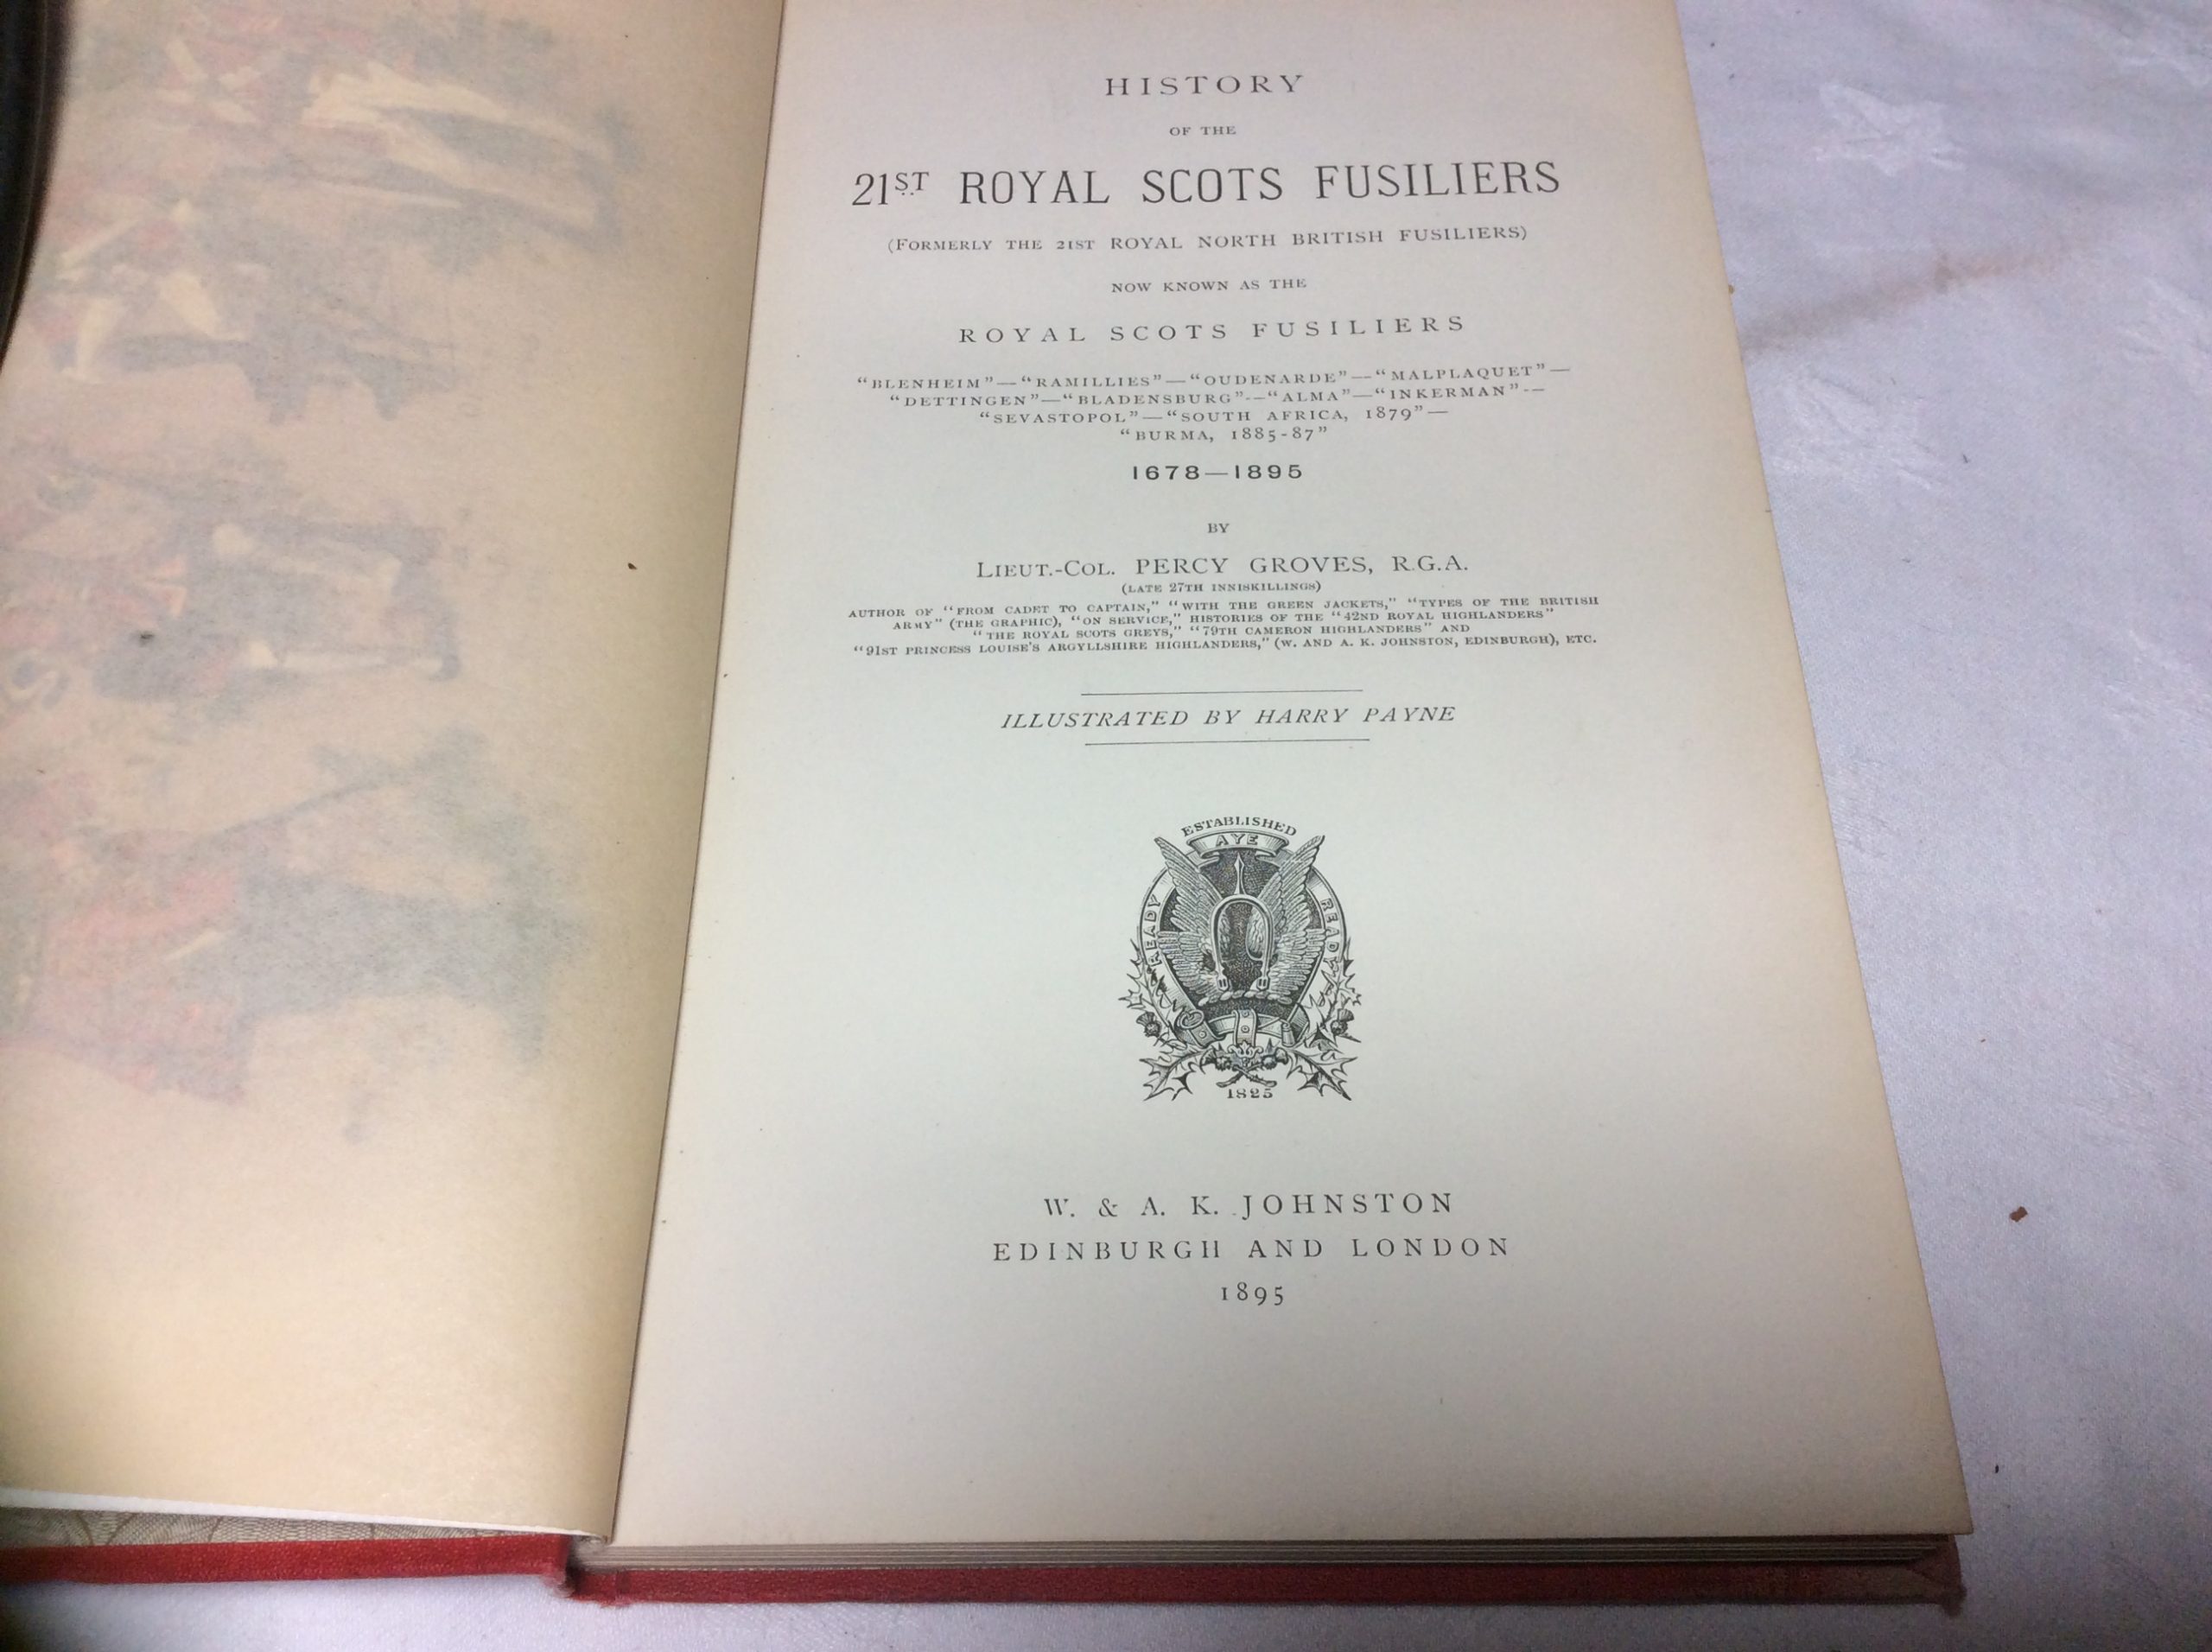 HISTORY
OF THE
21ST ROYAL SCOTS FUSILIERS
(FORMERLY THE 21ST ROYAL NORTH BRITISH FUSILIERS)
NOW KNOWN AS THE
ROYAL SCOTS FUSILIERS
"BLENHEIM"—"RAMILLIES"—"OUDENARDE"—"MALPLAQUET"—
"DETTINGEN"—"BLADENSBURG"—"ALMA"—"INKERMAN"—
"SEVASTOPOL"—"SOUTH AFRICA, 1879"—
"BURMA, 1885-87"
1678—1895
BY
LIEUT.-COL. PERCY GROVES, R.G.A.
(LATE 27TH INNISKILLINGS)
AUTHOR OF "FROM CADET TO CAPTAIN," "WITH THE GREEN JACKETS," "TYPES OF THE BRITISH
ARMY" (THE GRAPHIC), "ON SERVICE," HISTORIES OF THE "42ND ROYAL HIGHLANDERS"
"THE ROYAL SCOTS GREYS," "79TH CAMERON HIGHLANDERS" AND
"91ST PRINCESS LOUISE'S ARGYLLSHIRE HIGHLANDERS," (W. AND A. K. JOHNSTON, EDINBURGH), ETC.
ILLUSTRATED BY HARRY PAYNE
ESTABLISHED
AYE
READY READY
1825
W. & A. K. JOHNSTON
EDINBURGH AND LONDON
1895